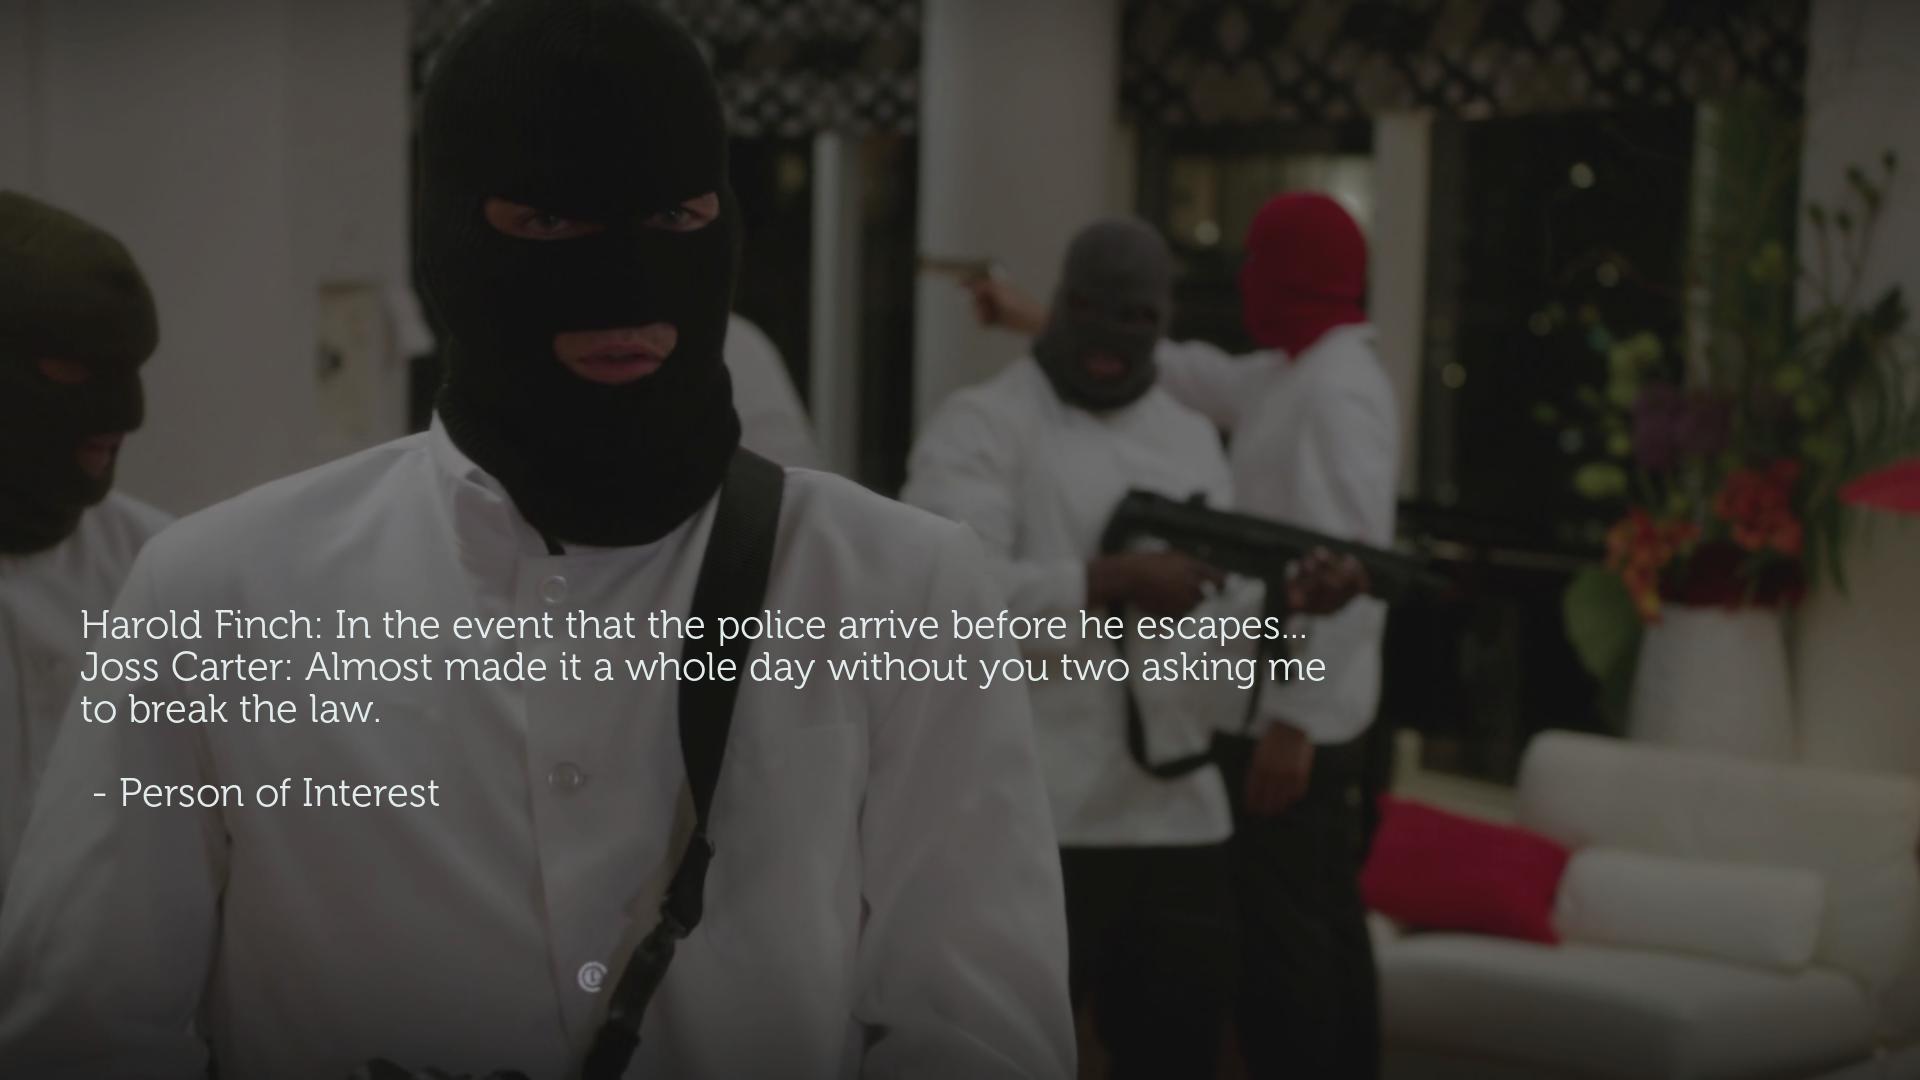 Harold Finch: In the event that the police arrive before he escapes...
Joss Carter: Almost made it a whole day without you two asking me
to break the law.
- Person of Interest